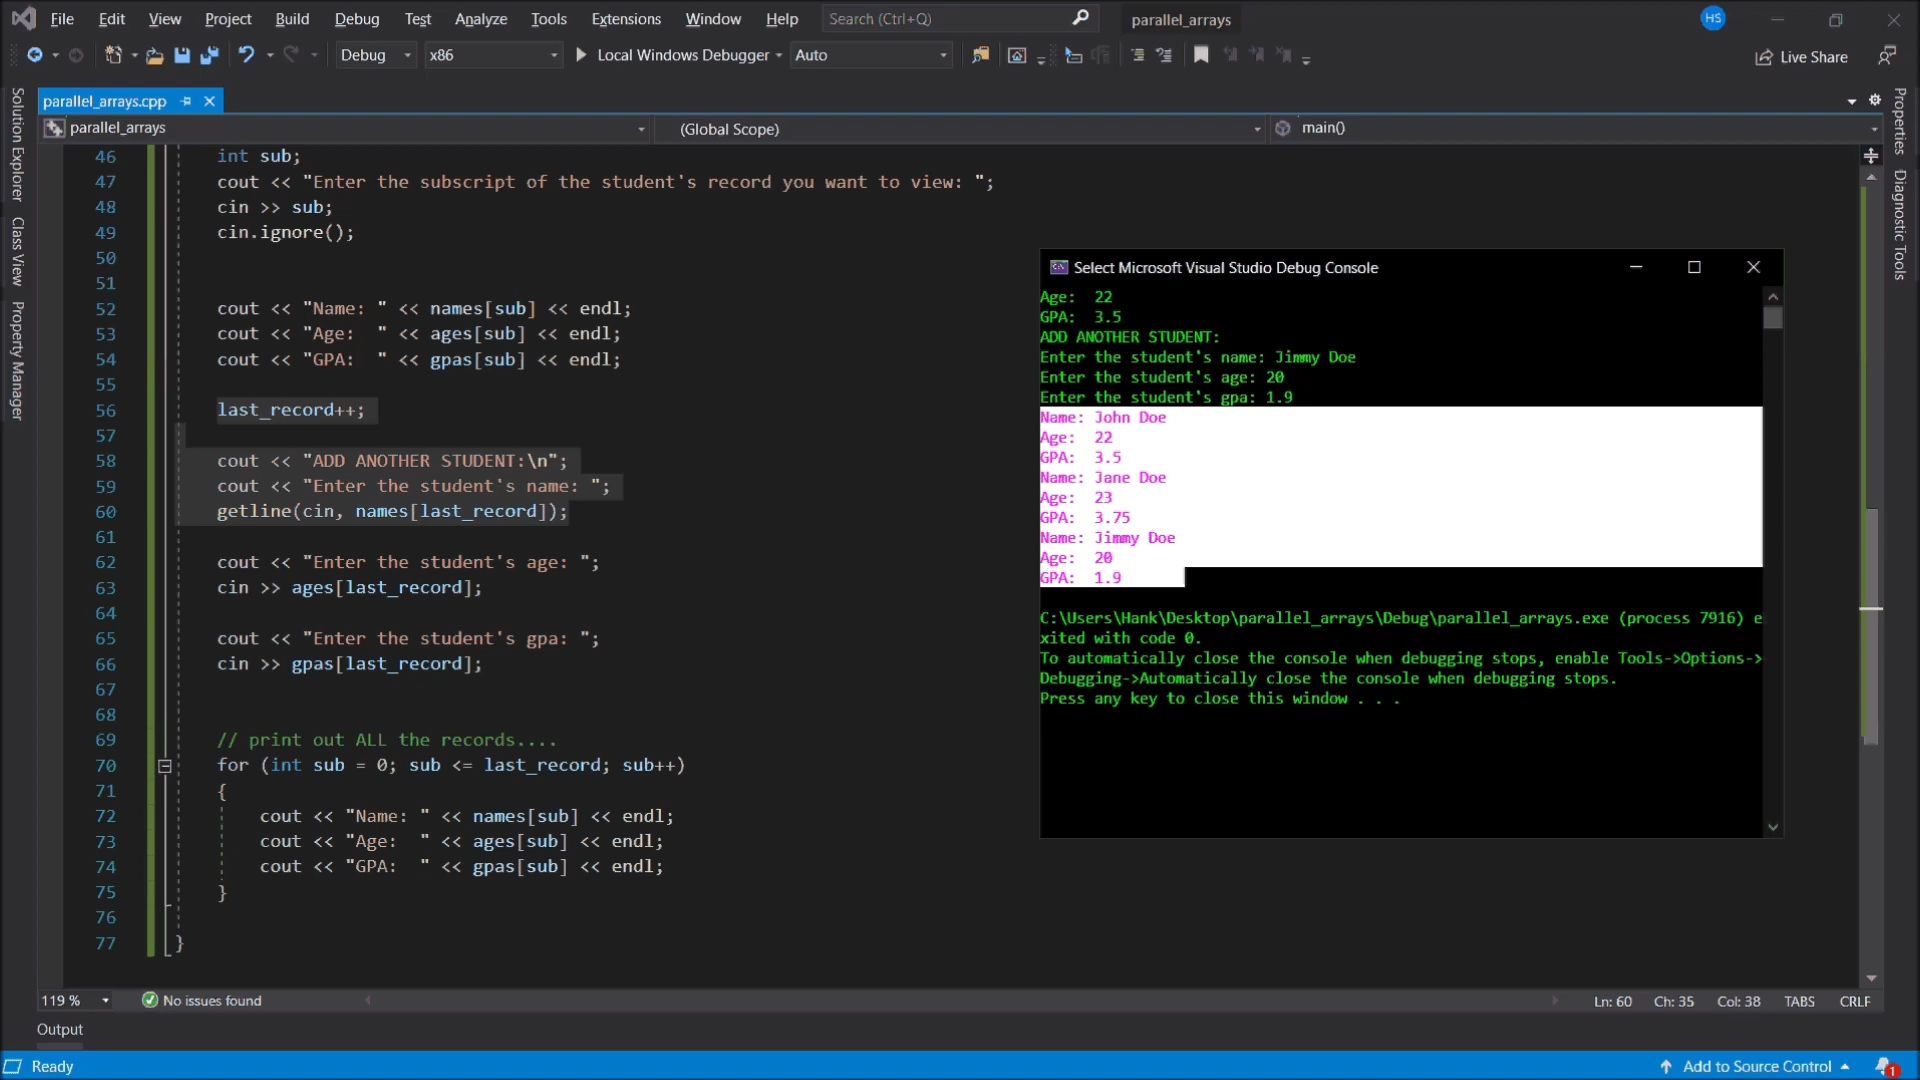 File Edit View Project Build Debug Test Analyze Tools Extensions Window Help Search (Ctrl+Q) parallel_arrays HS
Debug x86 Local Windows Debugger Auto Live Share
Solution Explorer
Class View
Property Manager
parallel_arrays.cpp
parallel_arrays (Global Scope) main()
Properties
Diagnostic Tools
46 int sub;
47 cout << "Enter the subscript of the student's record you want to view: ";
48 cin >> sub;
49 cin.ignore();
50
51
52 cout << "Name: " << names[sub] << endl;
53 cout << "Age:  " << ages[sub] << endl;
54 cout << "GPA:  " << gpas[sub] << endl;
55
56 last_record++;
57
58 cout << "ADD ANOTHER STUDENT:\n";
59 cout << "Enter the student's name: ";
60 getline(cin, names[last_record]);
61
62 cout << "Enter the student's age: ";
63 cin >> ages[last_record];
64
65 cout << "Enter the student's gpa: ";
66 cin >> gpas[last_record];
67
68
69 // print out ALL the records....
70 for (int sub = 0; sub <= last_record; sub++)
71 {
72 cout << "Name: " << names[sub] << endl;
73 cout << "Age:  " << ages[sub] << endl;
74 cout << "GPA:  " << gpas[sub] << endl;
75 }
76
77 }
Select Microsoft Visual Studio Debug Console
Age:  22
GPA:  3.5
ADD ANOTHER STUDENT:
Enter the student's name: Jimmy Doe
Enter the student's age: 20
Enter the student's gpa: 1.9
Name: John Doe
Age:  22
GPA:  3.5
Name: Jane Doe
Age:  23
GPA:  3.75
Name: Jimmy Doe
Age:  20
GPA:  1.9
C:\Users\Hank\Desktop\parallel_arrays\Debug\parallel_arrays.exe (process 7916) e
xited with code 0.
To automatically close the console when debugging stops, enable Tools->Options->
Debugging->Automatically close the console when debugging stops.
Press any key to close this window . . .
119 % No issues found Ln: 60 Ch: 35 Col: 38 TABS CRLF
Output
Ready Add to Source Control 1